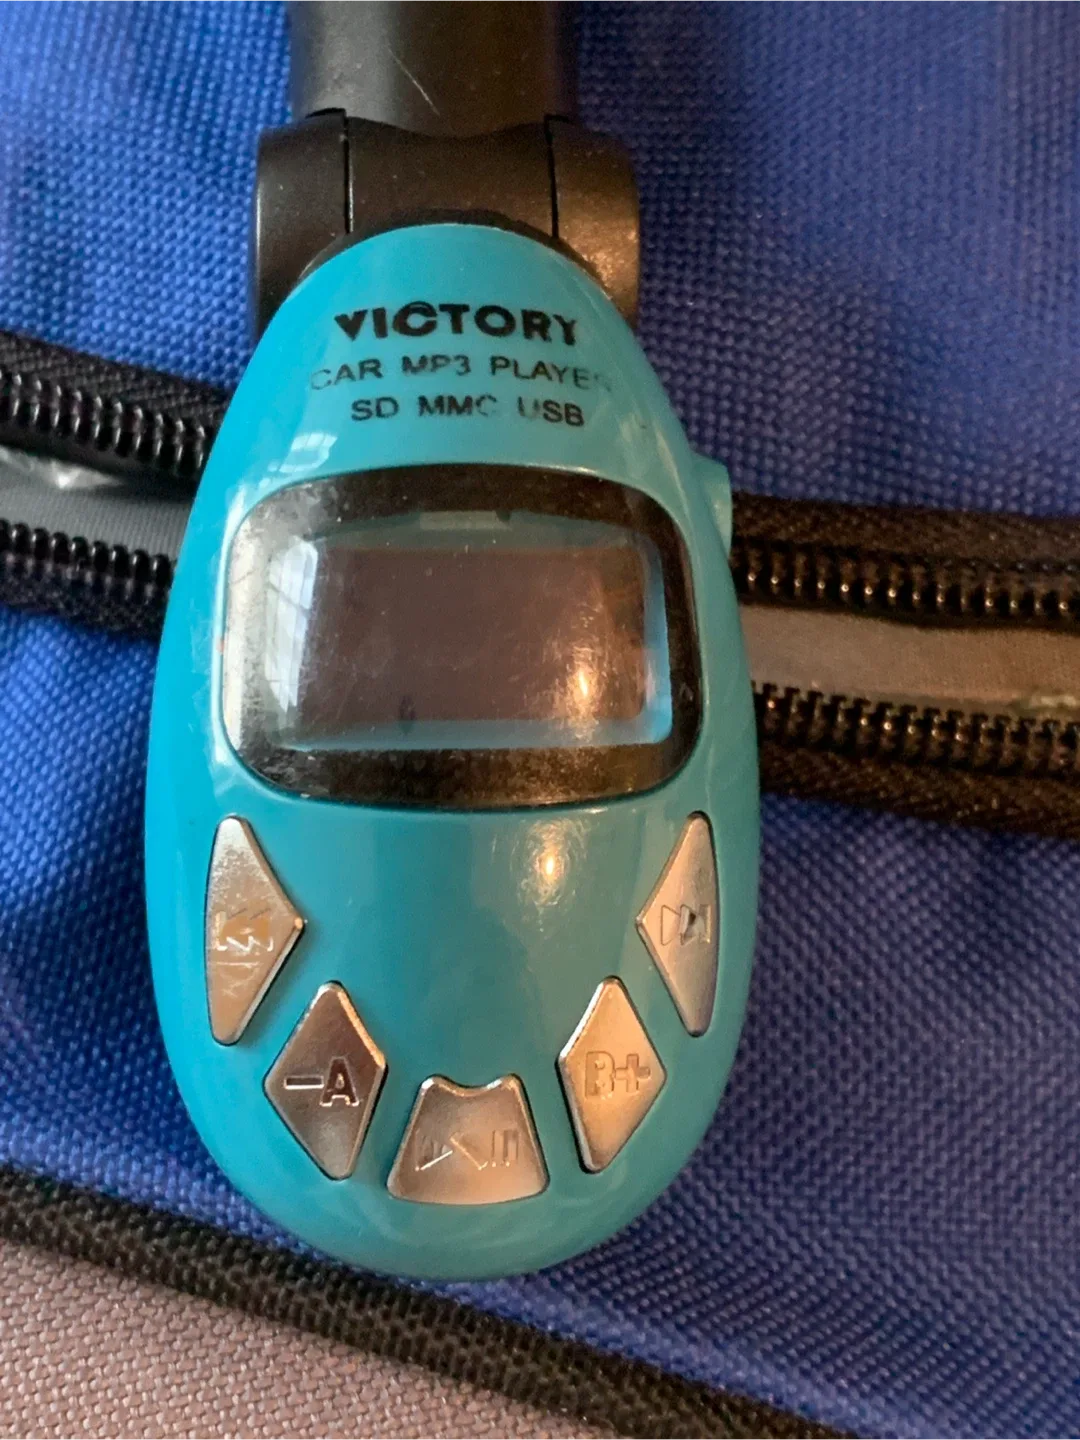 VICTORY
CAR MP3 PLAYER
SD MMC USB
-A
B+